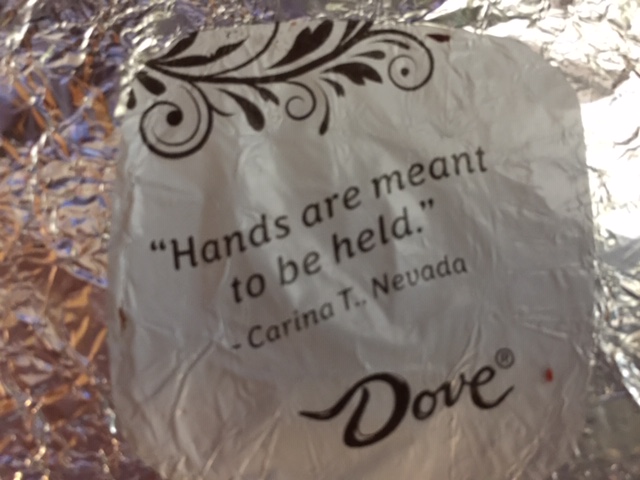 “Hands are meant
to be held.”
- Carina T., Nevada
Dove®